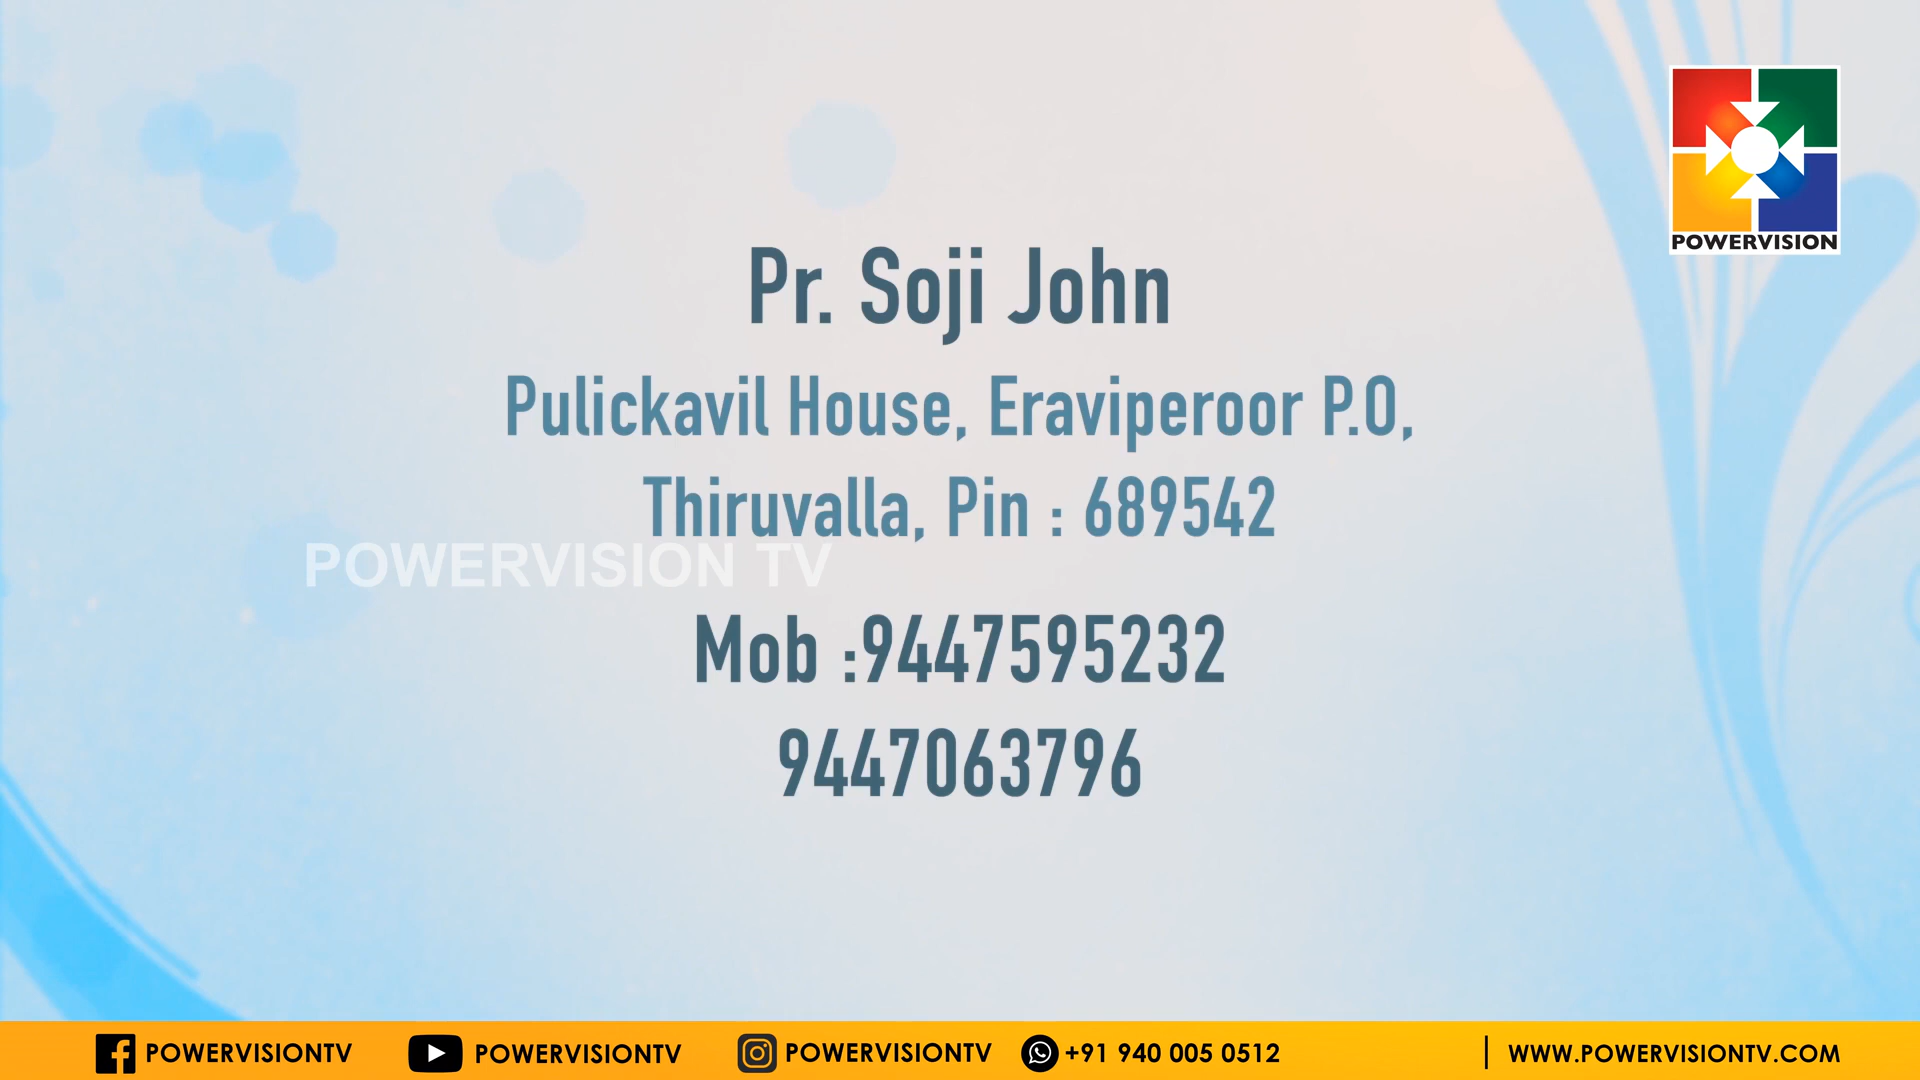 POWERVISION
Pr. Soji John
Pulickavil House, Eraviperoor P.O,
Thiruvalla, Pin : 689542
POWERVISION TV
Mob :9447595232
9447063796
POWERVISIONTV POWERVISIONTV POWERVISIONTV +91 940 005 0512 | WWW.POWERVISIONTV.COM